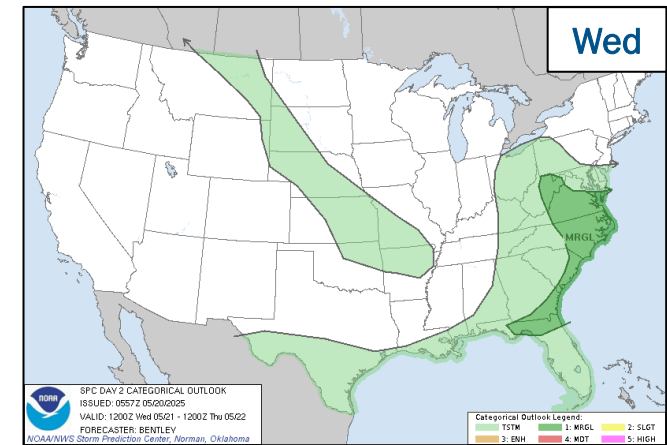 Wed
MRGL
NOAA
SPC DAY 2 CATEGORICAL OUTLOOK
ISSUED: 0557Z 05/20/2025
VALID: 1200Z Wed 05/21 - 1200Z Thu 05/22
FORECASTER: BENTLEY
NOAA/NWS Storm Prediction Center, Norman, Oklahoma
Categorical Outlook Legend:
TSTM 1: MRGL 2: SLGT
3: ENH 4: MDT 5: HIGH